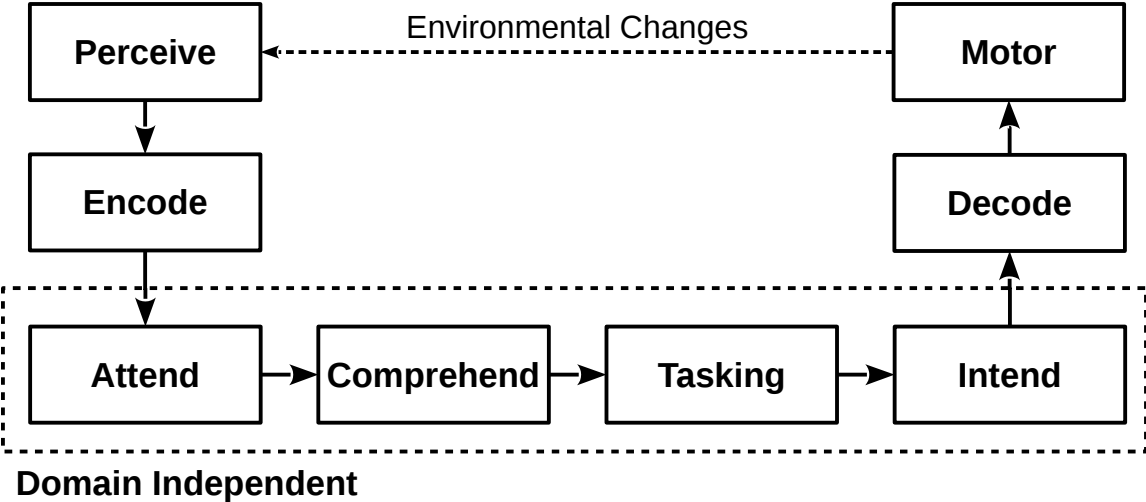 Perceive
Environmental Changes
Motor
Encode
Decode
Attend
Comprehend
Tasking
Intend
Domain Independent